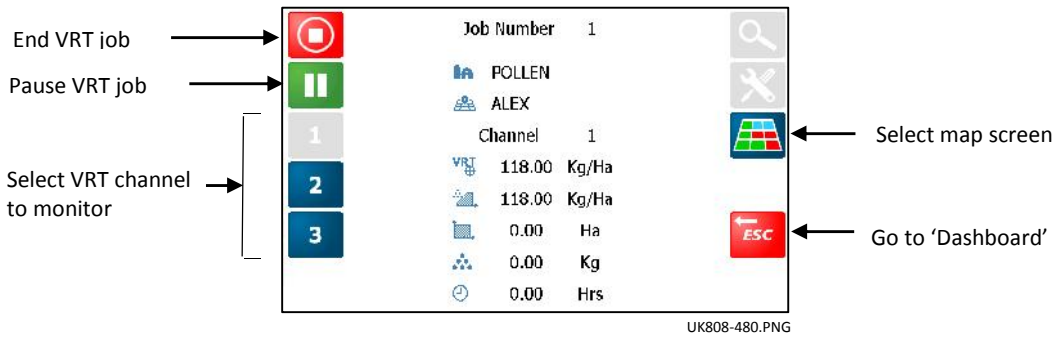 End VRT job
Pause VRT job
Select VRT channel
to monitor
1
2
3
Job Number 1
POLLEN
ALEX
Channel 1
VRT 118.00 Kg/Ha
118.00 Kg/Ha
0.00 Ha
0.00 Kg
0.00 Hrs
ESC
Select map screen
Go to ‘Dashboard’
UK808-480.PNG